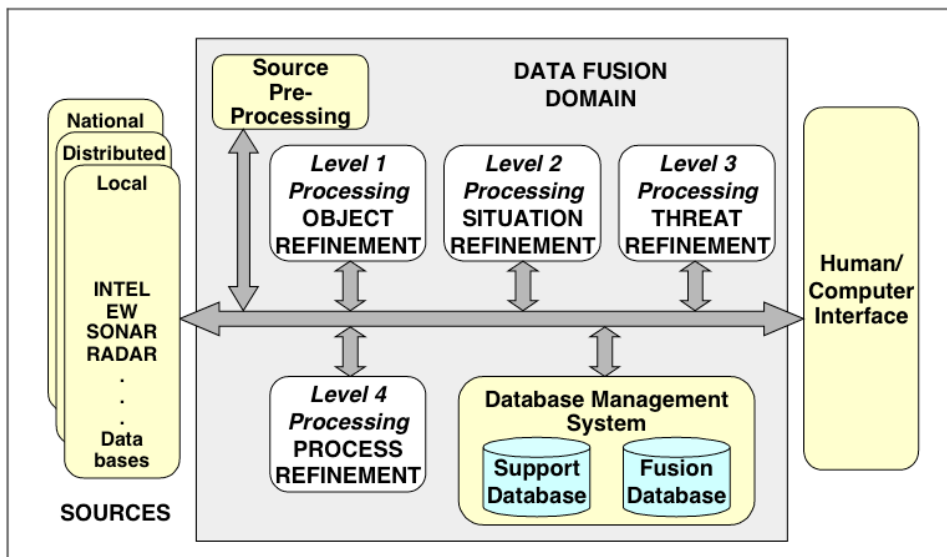 National
Distributed
Local
INTEL
EW
SONAR
RADAR
.
.
.
Data
bases
SOURCES
Source
Pre-
Processing
DATA FUSION
DOMAIN
Level 1
Processing
OBJECT
REFINEMENT
Level 2
Processing
SITUATION
REFINEMENT
Level 3
Processing
THREAT
REFINEMENT
Level 4
Processing
PROCESS
REFINEMENT
Database Management
System
Support
Database
Fusion
Database
Human/
Computer
Interface